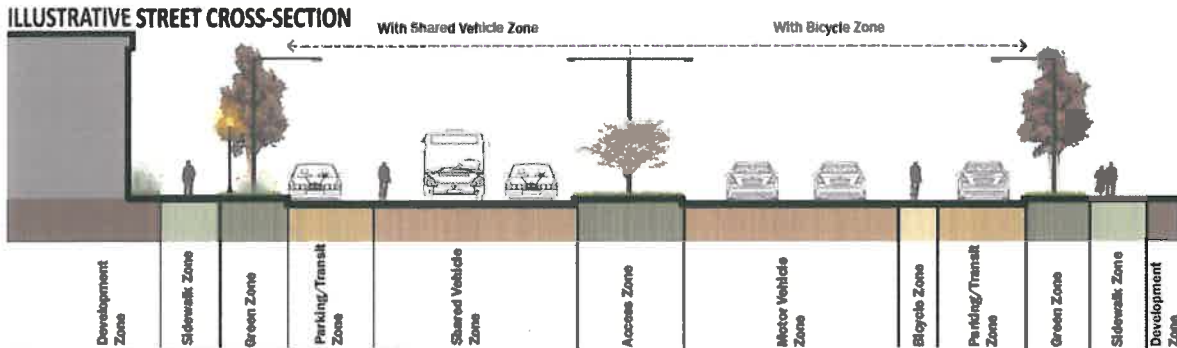 ILLUSTRATIVE STREET CROSS-SECTION
With Shared Vehicle Zone
With Bicycle Zone
Development
Zone
Sidewalk Zone
Green Zone
Parking/Transit
Zone
Shared Vehicle
Zone
Access Zone
Motor Vehicle
Zone
Bicycle Zone
Parking/Transit
Zone
Green Zone
Sidewalk Zone
Development
Zone